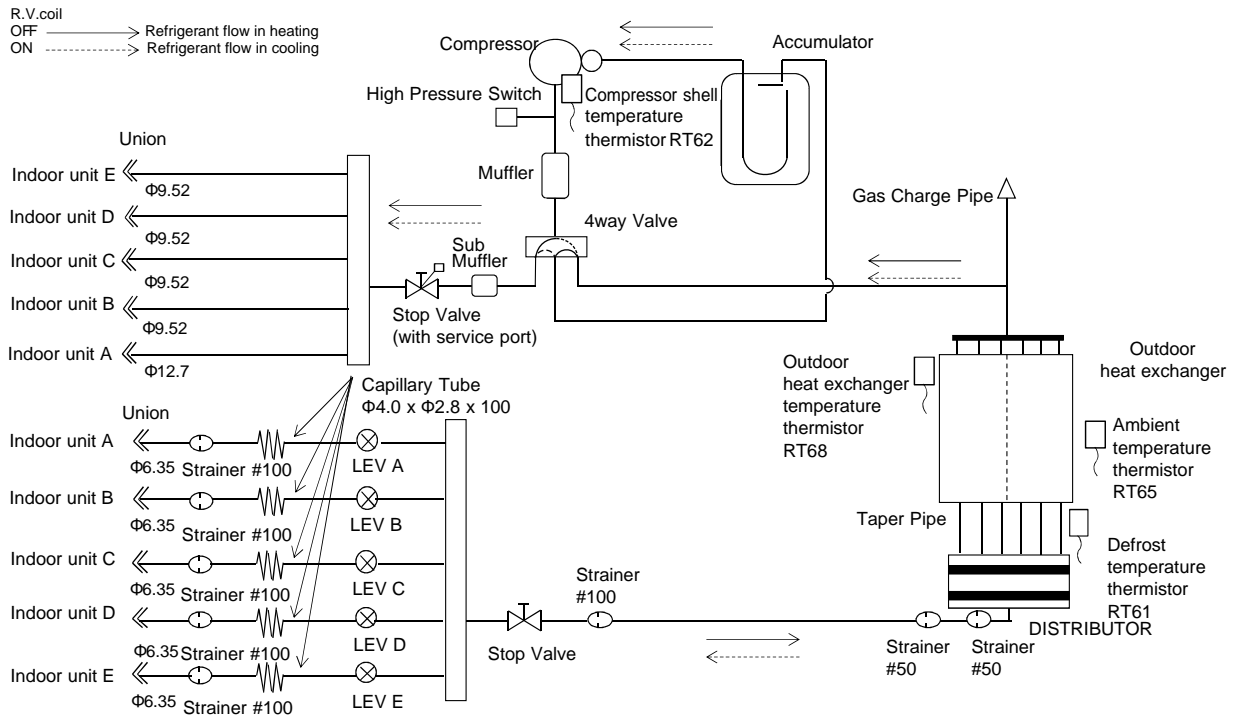 R.V.coil
OFF Refrigerant flow in heating
ON Refrigerant flow in cooling
Compressor
Accumulator
High Pressure Switch
Compressor shell
temperature
thermistor RT62
Union
Indoor unit E
Φ9.52
Indoor unit D
Φ9.52
Indoor unit C
Φ9.52
Indoor unit B
Φ9.52
Indoor unit A
Φ12.7
Muffler
4way Valve
Sub
Muffler
Stop Valve
(with service port)
Gas Charge Pipe
Outdoor
heat exchanger
temperature
thermistor
RT68
Outdoor
heat exchanger
Ambient
temperature
thermistor
RT65
Taper Pipe
Defrost
temperature
thermistor
RT61
DISTRIBUTOR
Capillary Tube
Φ4.0 x Φ2.8 x 100
Union
Indoor unit A
Φ6.35 Strainer #100
LEV A
Indoor unit B
Φ6.35
Strainer #100
LEV B
Indoor unit C
Φ6.35
Strainer #100
LEV C
Indoor unit D
Φ6.35 Strainer #100
LEV D
Indoor unit E
Φ6.35 Strainer #100
LEV E
Stop Valve
Strainer
#100
Strainer
#50
Strainer
#50